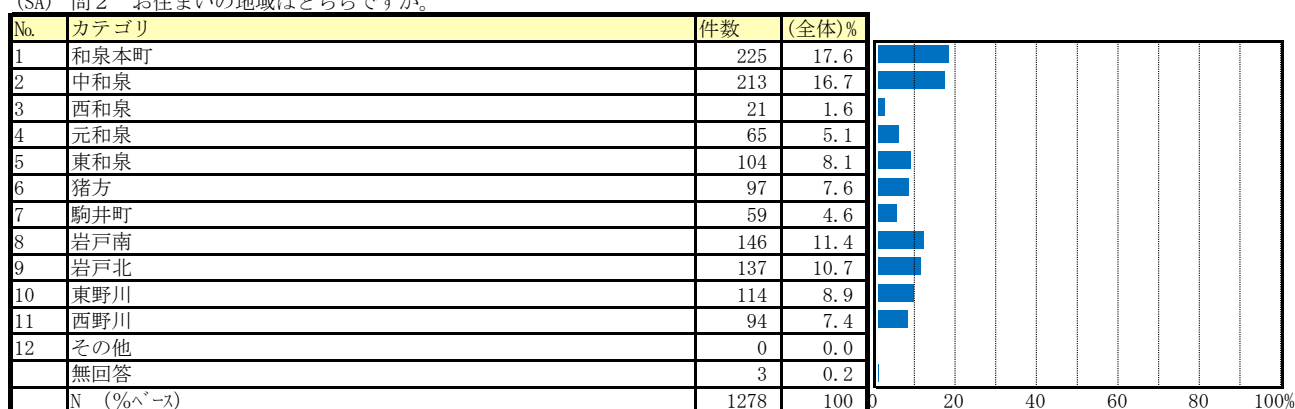 (SA) 問２ お住まいの地域はどちらですか。
№ カテゴリ 件数 (全体)%
1 和泉本町 225 17.6
2 中和泉 213 16.7
3 西和泉 21 1.6
4 元和泉 65 5.1
5 東和泉 104 8.1
6 猪方 97 7.6
7 駒井町 59 4.6
8 岩戸南 146 11.4
9 岩戸北 137 10.7
10 東野川 114 8.9
11 西野川 94 7.4
12 その他 0 0.0
無回答 3 0.2
N (%ﾍﾞｰｽ) 1278 100 0 20 40 60 80 100%